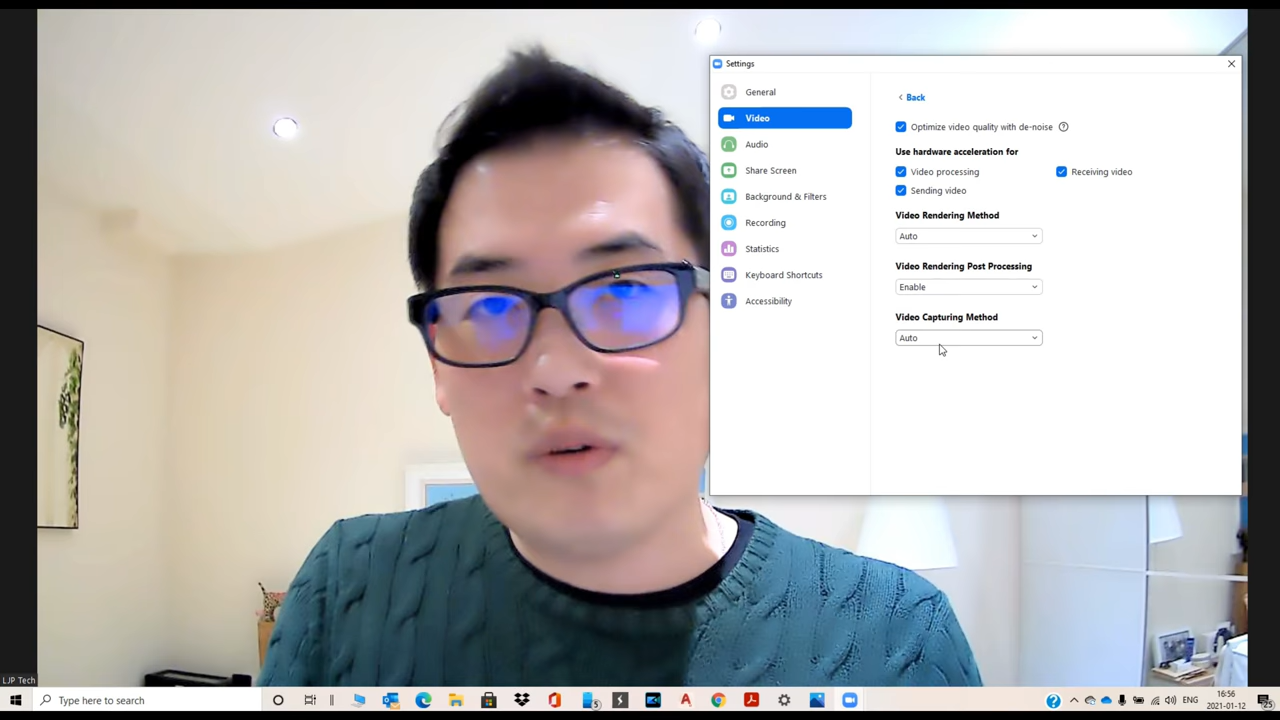 Settings
General
Video
Audio
Share Screen
Background & Filters
Recording
Statistics
Keyboard Shortcuts
Accessibility
Back
Optimize video quality with de-noise
Use hardware acceleration for
Video processing
Receiving video
Sending video
Video Rendering Method
Auto
Video Rendering Post Processing
Enable
Video Capturing Method
Auto
LJP Tech
Type here to search
ENG
16:56
2021-01-12